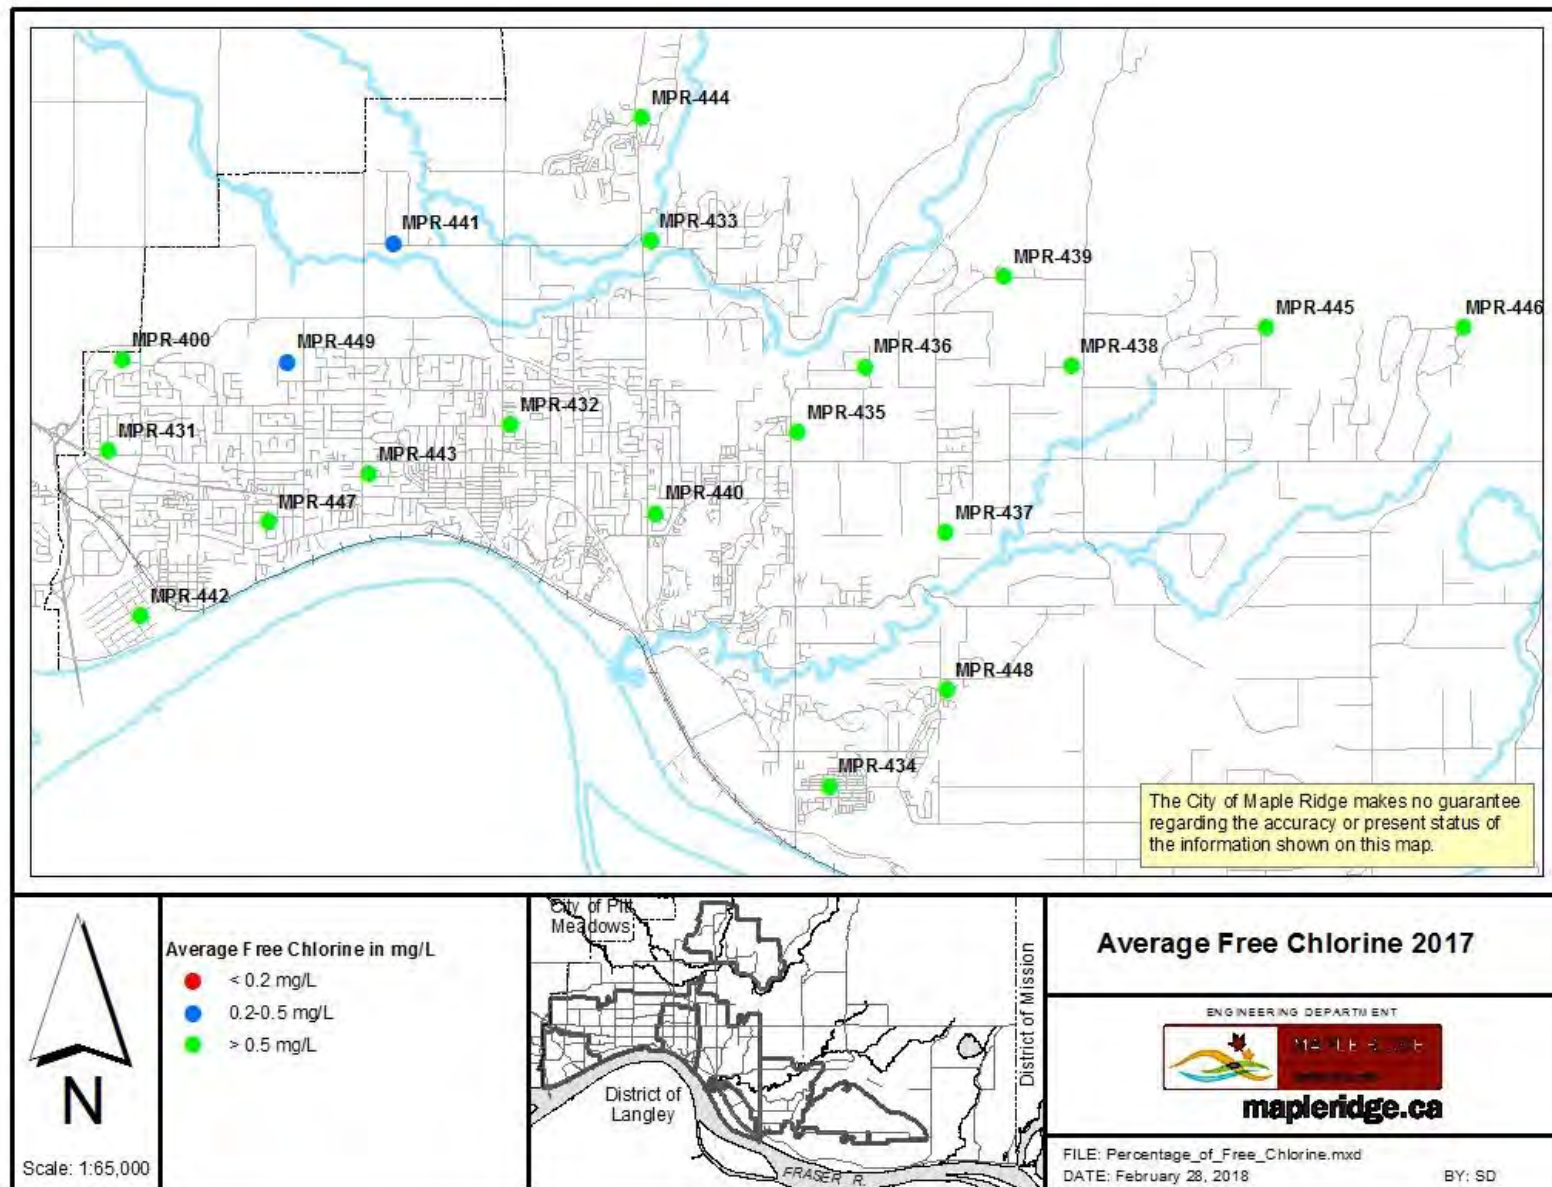 MPR-444
MPR-441
MPR-433
MPR-439
MPR-445
MPR-446
MPR-400
MPR-449
MPR-436
MPR-438
MPR-432
MPR-435
MPR-431
MPR-443
MPR-447
MPR-440
MPR-437
MPR-442
MPR-448
MPR-434
The City of Maple Ridge makes no guarantee
regarding the accuracy or present status of
the information shown on this map.
N
Scale: 1:65,000
Average Free Chlorine in mg/L
< 0.2 mg/L
0.2-0.5 mg/L
> 0.5 mg/L
City of Pitt
Meadows
District of Mission
District of
Langley
FRASER R.
Average Free Chlorine 2017
ENGINEERING DEPARTMENT
MAPLE RIDGE
mapleridge.ca
FILE: Percentage_of_Free_Chlorine.mxd
DATE: February 28, 2018
BY: SD